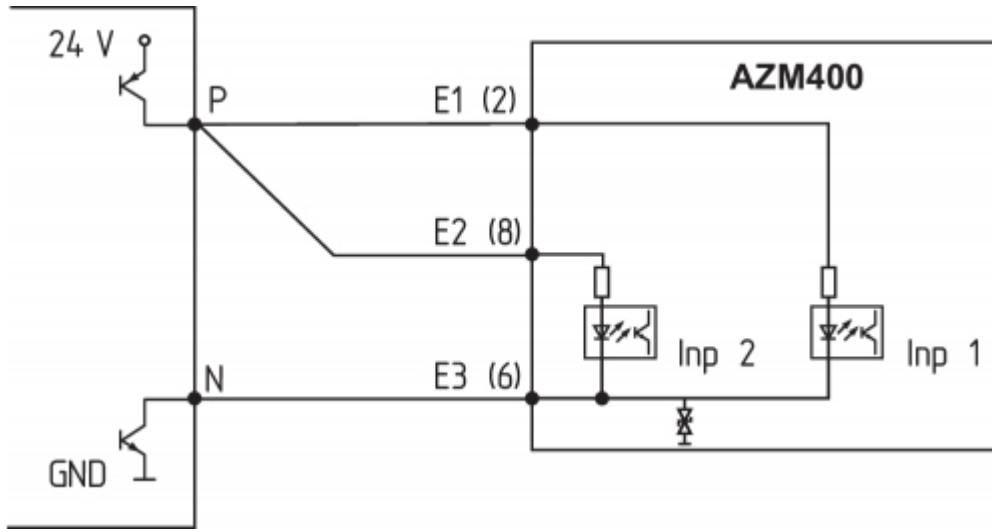 24 V
AZM400
P
E1 (2)
E2 (8)
Inp 2
Inp 1
N
E3 (6)
GND